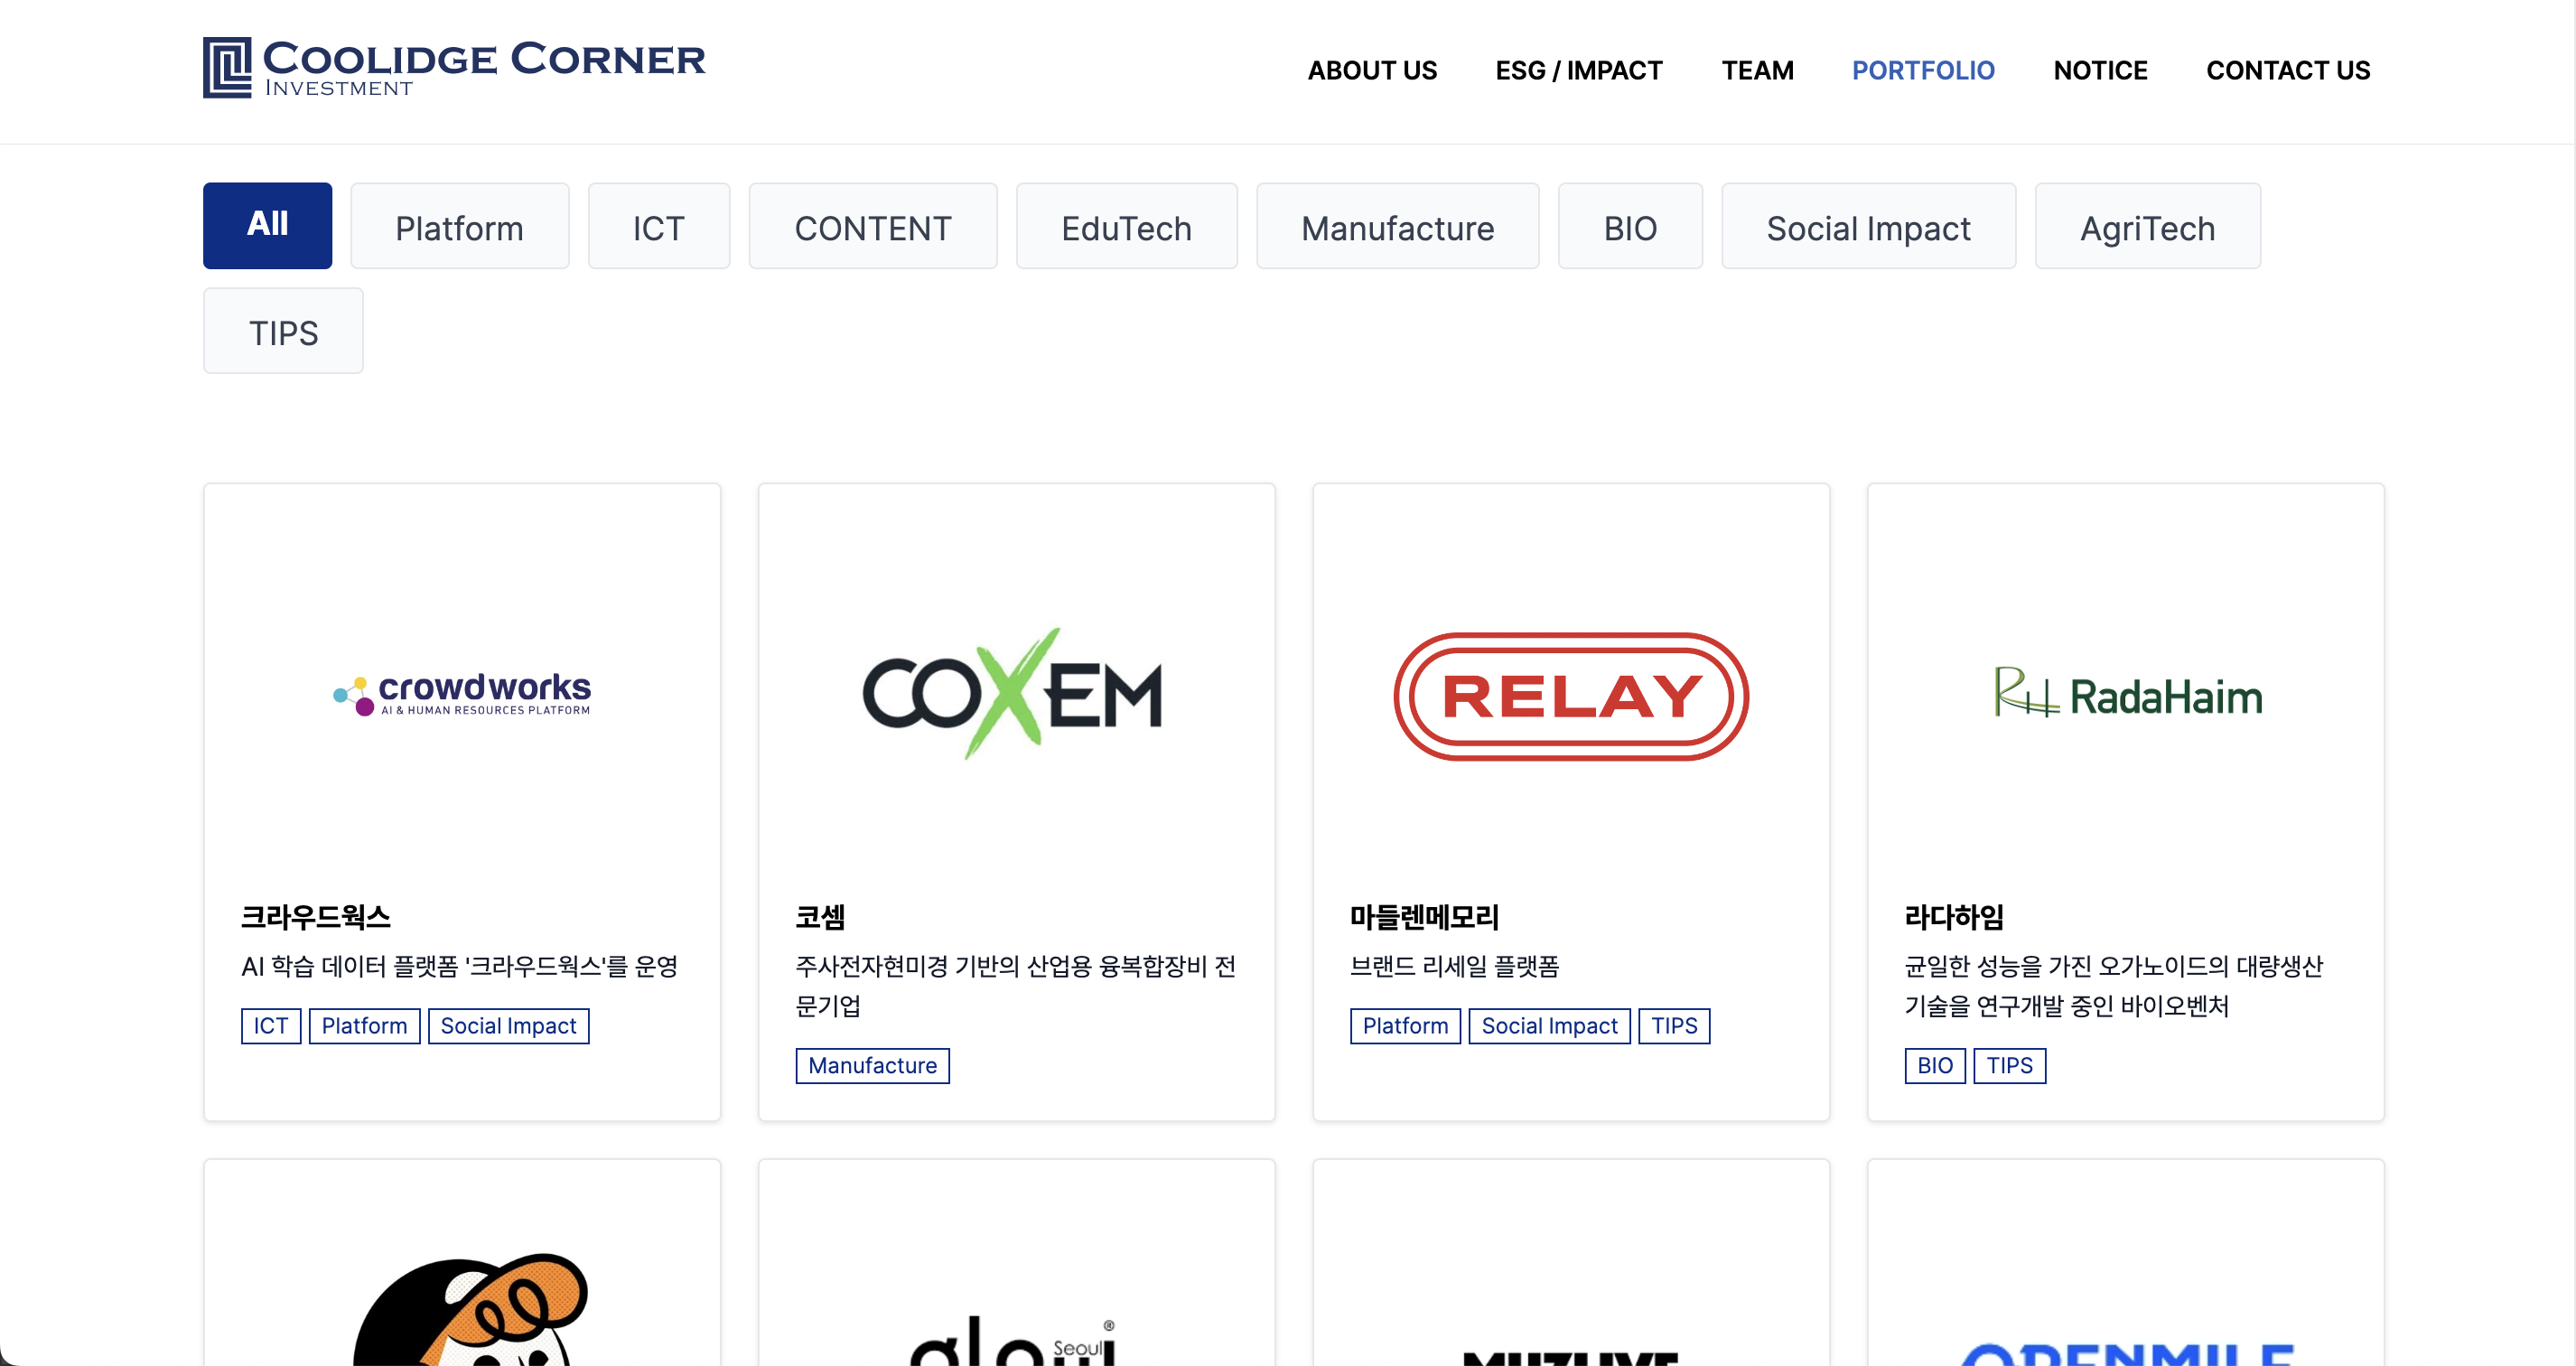 COOLIDGE CORNER
INVESTMENT
ABOUT US
ESG / IMPACT
TEAM
PORTFOLIO
NOTICE
CONTACT US
All
Platform
ICT
CONTENT
EduTech
Manufacture
BIO
Social Impact
AgriTech
TIPS
crowdworks
AI & HUMAN RESOURCES PLATFORM
크라우드웍스
AI 학습 데이터 플랫폼 '크라우드웍스'를 운영
ICT
Platform
Social Impact
COXEM
코셈
주사전자현미경 기반의 산업용 융복합장비 전
문기업
Manufacture
RELAY
마들렌메모리
브랜드 리세일 플랫폼
Platform
Social Impact
TIPS
RH RadaHaim
라다하임
균일한 성능을 가진 오가노이드의 대량생산
기술을 연구개발 중인 바이오벤처
BIO
TIPS
Seoul
OPENMILE